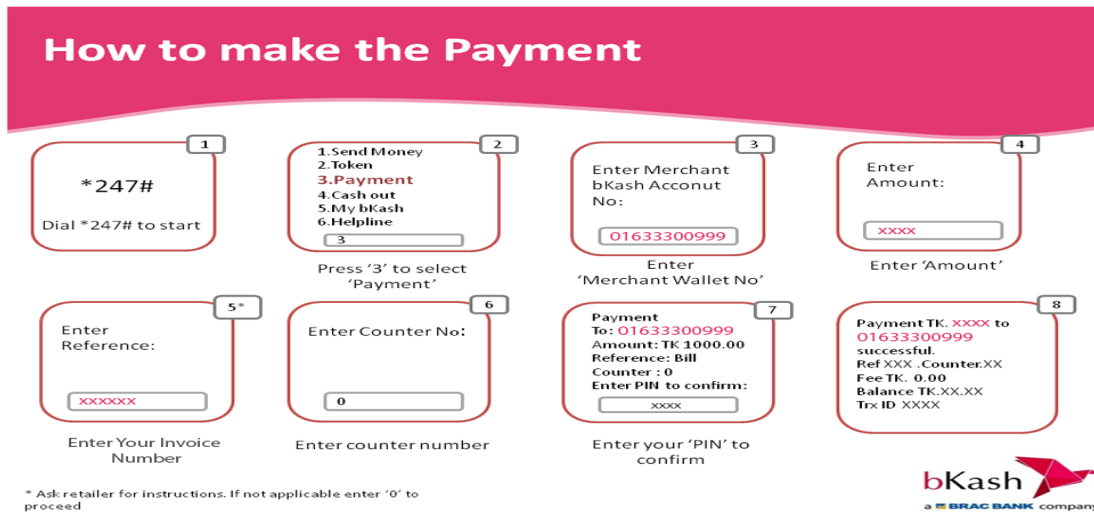 How to make the Payment
1
*247#
Dial *247# to start
2
1.Send Money
2.Token
3.Payment
4.Cash out
5.My bKash
6.Helpline
3
Press ‘3’ to select
‘Payment’
3
Enter Merchant
bKash Acconut
No:
01633300999
Enter
‘Merchant Wallet No’
4
Enter
Amount:
xxxx
Enter ‘Amount’
5*
Enter
Reference:
xxxxxx
Enter Your Invoice
Number
6
Enter Counter No:
0
Enter counter number
7
Payment
To: 01633300999
Amount: TK 1000.00
Reference: Bill
Counter : 0
Enter PIN to confirm:
xxxx
Enter your ‘PIN’ to
confirm
8
Payment TK. xxxx to
01633300999
successful.
Ref XXX .Counter.XX
Fee TK. 0.00
Balance TK.XX.XX
Trx ID XXXX
* Ask retailer for instructions. If not applicable enter ‘0’ to
proceed
bKash
a BRAC BANK company